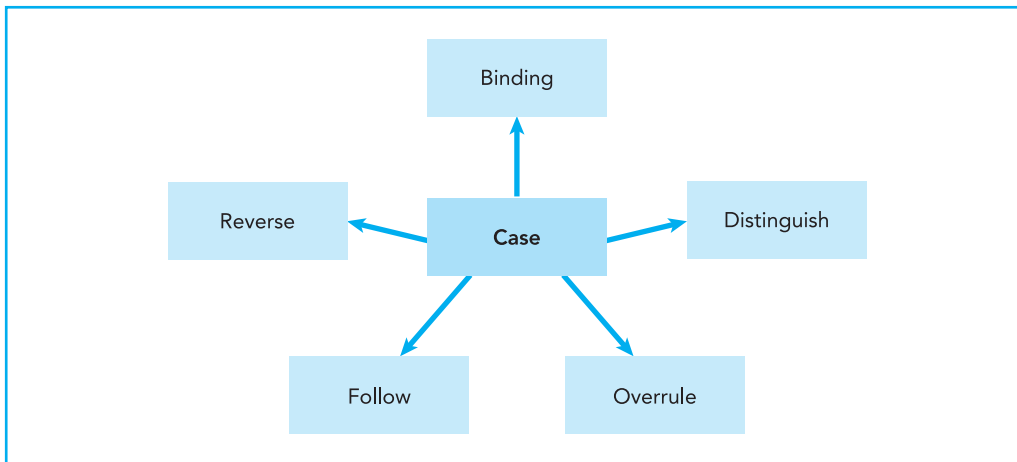 Binding
Reverse
Case
Distinguish
Follow
Overrule